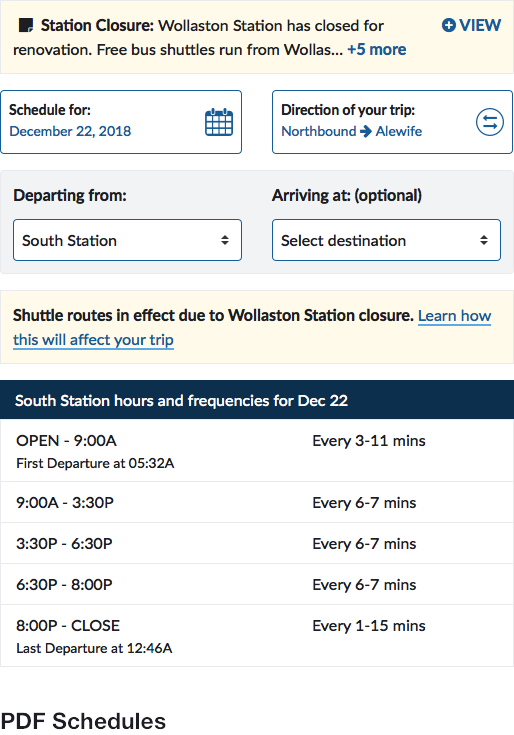 Station Closure: Wollaston Station has closed for
renovation. Free bus shuttles run from Wollas... +5 more
VIEW
Schedule for:
December 22, 2018
Direction of your trip:
Northbound → Alewife
Departing from:
South Station
Arriving at: (optional)
Select destination
Shuttle routes in effect due to Wollaston Station closure. Learn how
this will affect your trip
South Station hours and frequencies for Dec 22
OPEN - 9:00A Every 3-11 mins
First Departure at 05:32A
9:00A - 3:30P Every 6-7 mins
3:30P - 6:30P Every 6-7 mins
6:30P - 8:00P Every 6-7 mins
8:00P - CLOSE Every 1-15 mins
Last Departure at 12:46A
PDF Schedules